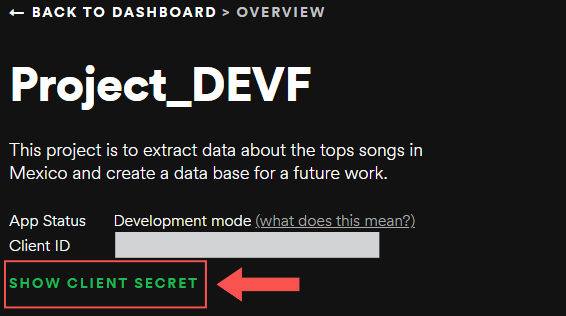 ← BACK TO DASHBOARD > OVERVIEW
Project_DEVF
This project is to extract data about the tops songs in
Mexico and create a data base for a future work.
App Status Development mode (what does this mean?)
Client ID
SHOW CLIENT SECRET